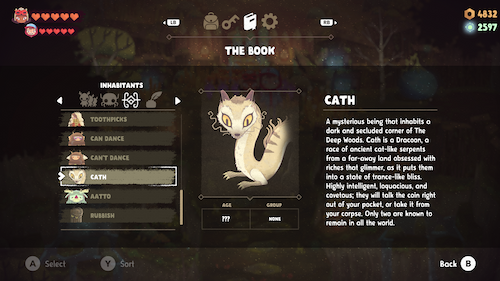 LB
RB
4832
2597
THE BOOK
INHABITANTS
TOOTHPICKS
CAN DANCE
CAN'T DANCE
CATH
AATTO
RUBBISH
AGE
GROUP
???
NONE
CATH
A mysterious being that inhabits a
dark and secluded corner of The
Deep Woods. Cath is a Dracoon, a
race of ancient cat-like serpents
from a far-away land obsessed with
riches that glimmer, as it puts them
into a state of trance-like bliss.
Highly intelligent, loquacious, and
covetous; they will talk the coin right
out of your pocket, or take it from
your corpse. Only two are known to
remain in all the world.
A Select
Y Sort
Back B